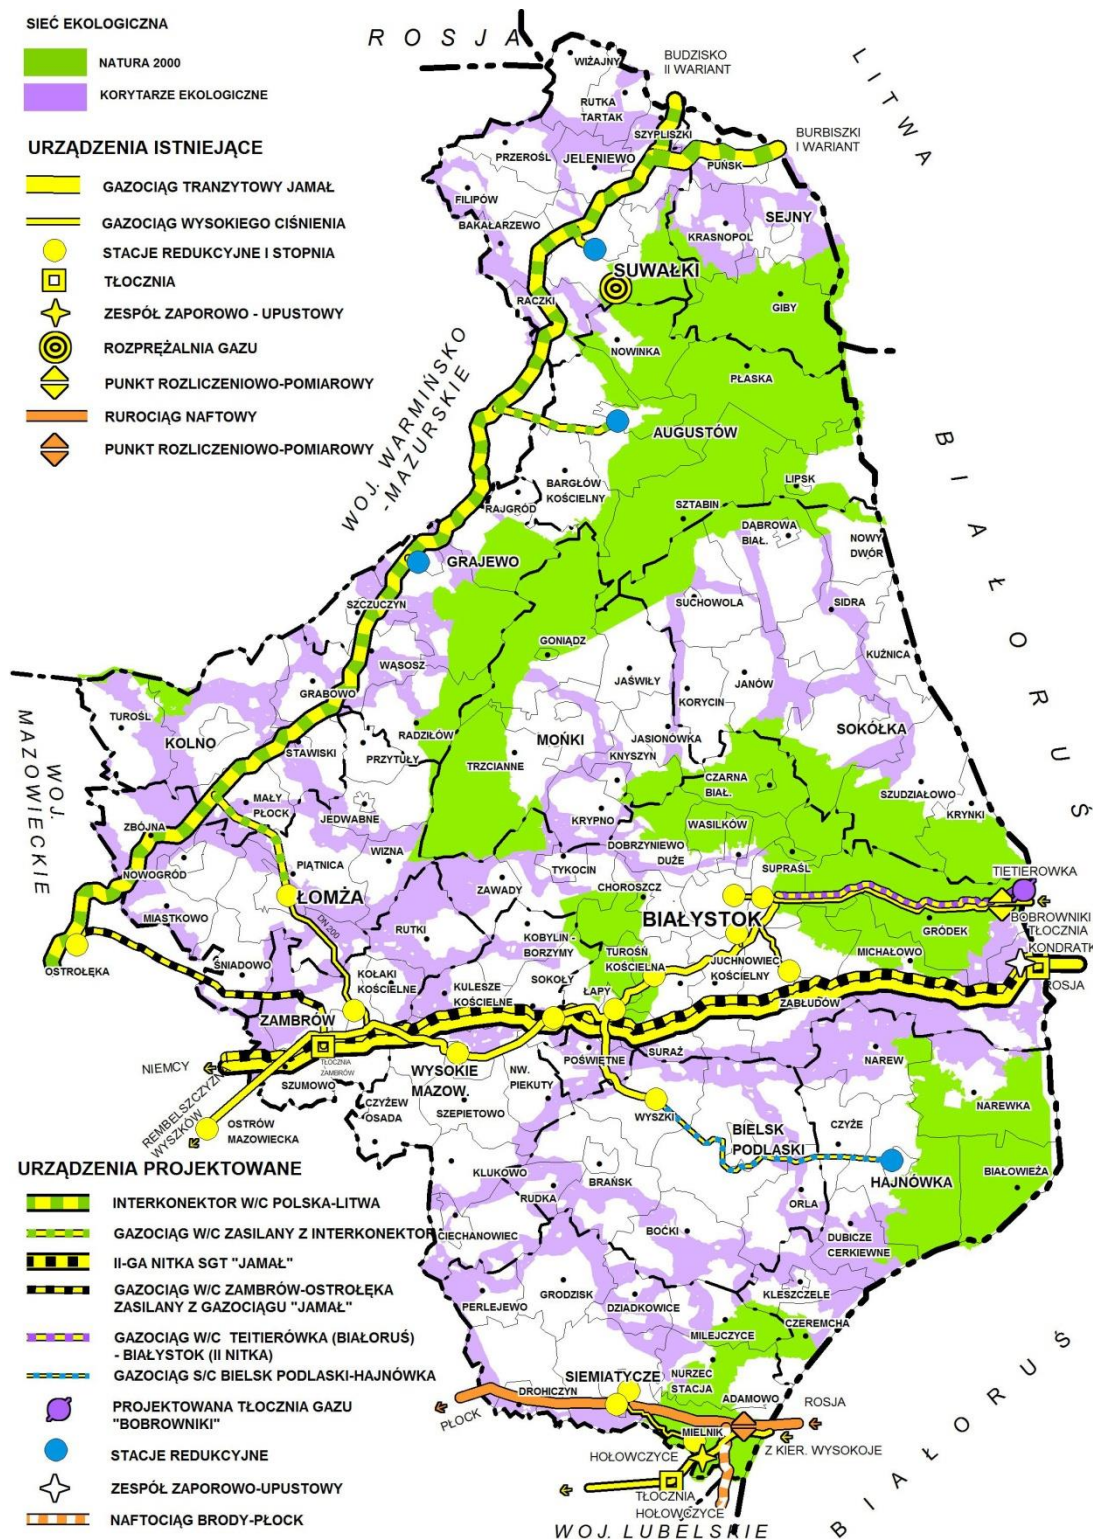 SIEĆ EKOLOGICZNA
NATURA 2000
KORYTARZE EKOLOGICZNE
URZĄDZENIA ISTNIEJĄCE
GAZOCIĄG TRANZYTOWY JAMAŁ
GAZOCIĄG WYSOKIEGO CIŚNIENIA
STACJE REDUKCYJNE I STOPNIA
TŁOCZNIA
ZESPÓŁ ZAPOROWO - UPUSTOWY
ROZPRĘŻALNIA GAZU
PUNKT ROZLICZENIOWO-POMIAROWY
RUROCIĄG NAFTOWY
PUNKT ROZLICZENIOWO-POMIAROWY
ROSJA
BUDZISKO
II WARIANT
LITWA
WIŻAJNY
RUTKA
TARTAK
SZYPLISZKI
BURBISZKI
I WARIANT
PRZEROŚL
JELENIEWO
PUŃSK
FILIPÓW
SEJNY
BAKAŁARZEWO
KRASNOPOL
SUWAŁKI
RACZKI
GIBY
NOWINKA
PŁASKA
WOJ. WARMIŃSKO
-MAZURSKIE
AUGUSTÓW
BIAŁORUŚ
BARGŁÓW
KOŚCIELNY
LIPSK
RAJGRÓD
SZTABIN
DĄBROWA
BIAŁ.
NOWY
DWÓR
GRAJEWO
SZCZUCZYN
SUCHOWOLA
SIDRA
GONIĄDZ
KUŹNICA
WĄSOSZ
JAŚWIŁY
JANÓW
GRABOWO
KORYCIN
TUROŚL
RADZIŁÓW
SOKÓŁKA
KOLNO
MOŃKI
JASIONÓWKA
STAWISKI
PRZYTUŁY
TRZCIANNE
KNYSZYN
CZARNA
BIAŁ.
WOJ.
MAZOWIECKIE
SZUDZIAŁOWO
MAŁY
PŁOCK
KRYNKI
JEDWABNE
KRYPNO
WASILKÓW
ZBÓJNA
DOBRZYNIEWO
DUŻE
WIZNA
PIĄTNICA
TYKOCIN
SUPRAŚL
NOWOGRÓD
TIETIEROWKA
ZAWADY
CHOROSZCZ
ŁOMŻA
MIASTKOWO
BIAŁYSTOK
BOBROWNIKI
DN 200
GRÓDEK
TŁOCZNIA
RUTKI
KOBYLIN -
BORZYMY
KONDRATK
TUROŚŃ
KOŚCIELNA
MICHAŁOWO
JUCHNOWIEC
KOŚCIELNY
OSTROŁĘKA
ŚNIADOWO
KOŁAKI
KOŚCIELNE
SOKOŁY
KULESZE
KOŚCIELNE
ROSJA
ŁAPY
ZABŁUDÓW
ZAMBRÓW
POŚWIĘTNE
SURAŻ
NAREW
NIEMCY
TŁOCZNIA
ZAMBRÓW
WYSOKIE
MAZOW.
NW.
PIEKUTY
SZUMOWO
REMBELSZCZYZNA
WYSZKÓW
CZYŻEW
OSADA
SZEPIETOWO
NAREWKA
WYSZKI
OSTRÓW
MAZOWIECKA
BIELSK
PODLASKI
CZYŻE
URZĄDZENIA PROJEKTOWANE
KLUKOWO
BIAŁOWIEŻA
HAJNÓWKA
BRAŃSK
RUDKA
INTERKONEKTOR W/C POLSKA-LITWA
ORLA
GAZOCIĄG W/C ZASILANY Z INTERKONEKTOR
CIECHANOWIEC
BOĆKI
DUBICZE
CERKIEWNE
II-GA NITKA SGT "JAMAŁ"
GAZOCIĄG W/C ZAMBRÓW-OSTROŁĘKA
ZASILANY Z GAZOCIĄGU "JAMAŁ"
GRODZISK
KLESZCZELE
PERLEJEWO
DZIADKOWICE
CZEREMCHA
GAZOCIĄG W/C TEITIERÓWKA (BIAŁORUŚ)
- BIAŁYSTOK (II NITKA)
MILEJCZYCE
GAZOCIĄG S/C BIELSK PODLASKI-HAJNÓWKA
SIEMIATYCZE
NURZEC
STACJA
DROHICZYN
ADAMOWO
ROSJA
PROJEKTOWANA TŁOCZNIA GAZU
"BOBROWNIKI"
PŁOCK
MIELNIK
BIAŁORUŚ
STACJE REDUKCYJNE
HOŁOWCZYCE
Z KIER. WYSOKOJE
ZESPÓŁ ZAPOROWO-UPUSTOWY
TŁOCZNIA
HOŁOWCZYCE
NAFTOCIĄG BRODY-PŁOCK
WOJ. LUBELSKIE